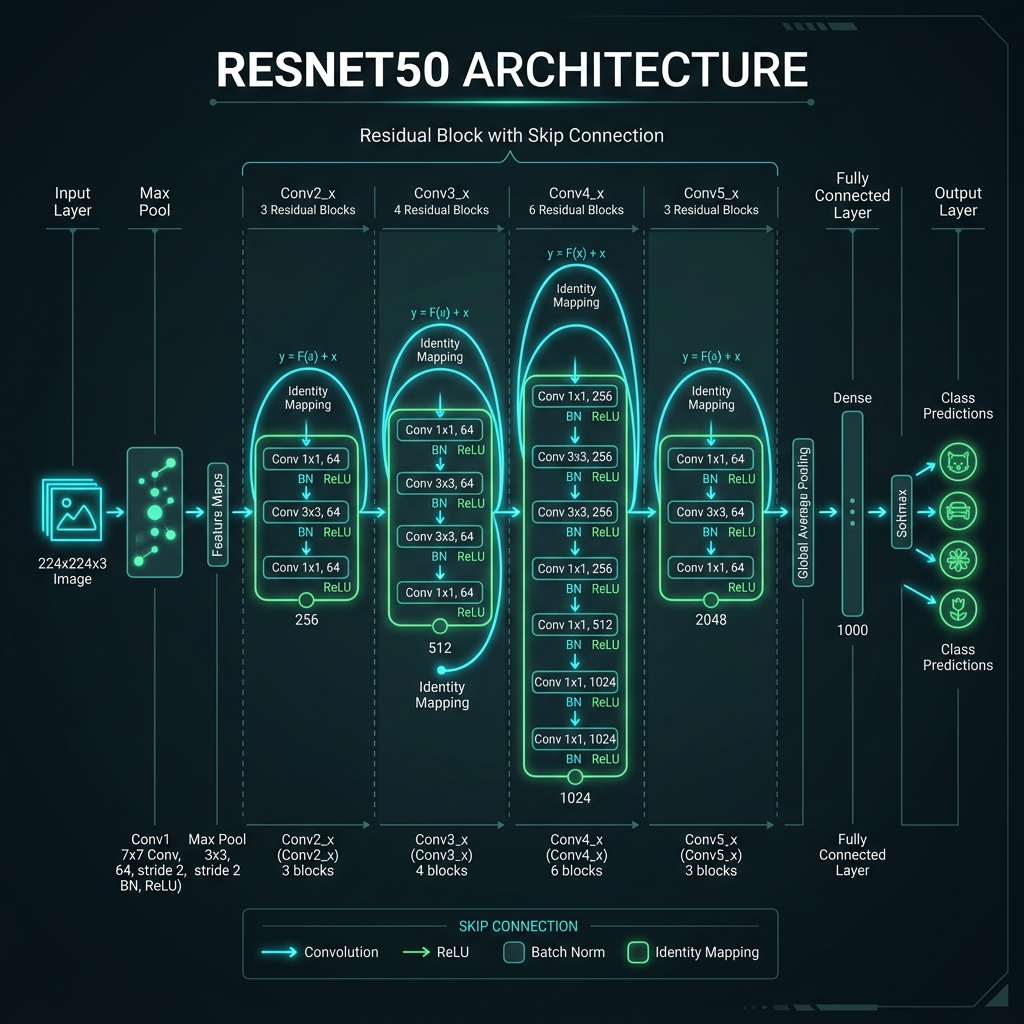 RESNET50 ARCHITECTURE
Residual Block with Skip Connection
Input
Layer
Max
Pool
Conv2_x
3 Residual Blocks
Conv3_x
4 Residual Blocks
Conv4_x
6 Residual Blocks
Conv5_x
3 Residual Blocks
Fully
Connected
Layer
Output
Layer
224x224x3
Image
Feature Maps
y = F(a) + x
Identity
Mapping
Conv 1x1, 64
BN ReLU
Conv 3x3, 64
BN ReLU
Conv 1x1, 64
ReLU
256
y = F(u) + x
Identity
Mapping
Conv 1x1, 64
BN ReLU
Conv 3x3, 64
BN ReLU
Conv 3x3, 64
BN ReLU
Conv 1x1, 64
ReLU
512
Identity
Mapping
y = F(x) + x
Identity
Mapping
Conv 1x1, 256
BN ReLU
Conv 3x3, 256
BN ReLU
Conv 3x3, 256
BN ReLU
Conv 1x1, 256
BN ReLU
Conv 1x1, 512
BN ReLU
Conv 1x1, 1024
BN ReLU
Conv 1x1, 1024
BN ReLU
1024
y = F(a) + x
Identity
Mapping
Conv 1x1, 64
BN ReLU
Conv 3x3, 64
BN ReLU
Conv 1x1, 64
ReLU
2048
Global Average Pooling
Dense
1000
Softmax
Class
Predictions
Class
Predictions
Conv1
7x7 Conv,
64, stride 2,
BN, ReLU)
Max Pool
3x3,
stride 2
Conv2_x
(Conv2_x)
3 blocks
Conv3_x
(Conv3_x)
4 blocks
Conv4_x
(Conv4_x)
6 blocks
Conv5_x
(Conv5_x)
3 blocks
Fully
Connected
Layer
SKIP CONNECTION
Convolution
ReLU
Batch Norm
Identity Mapping